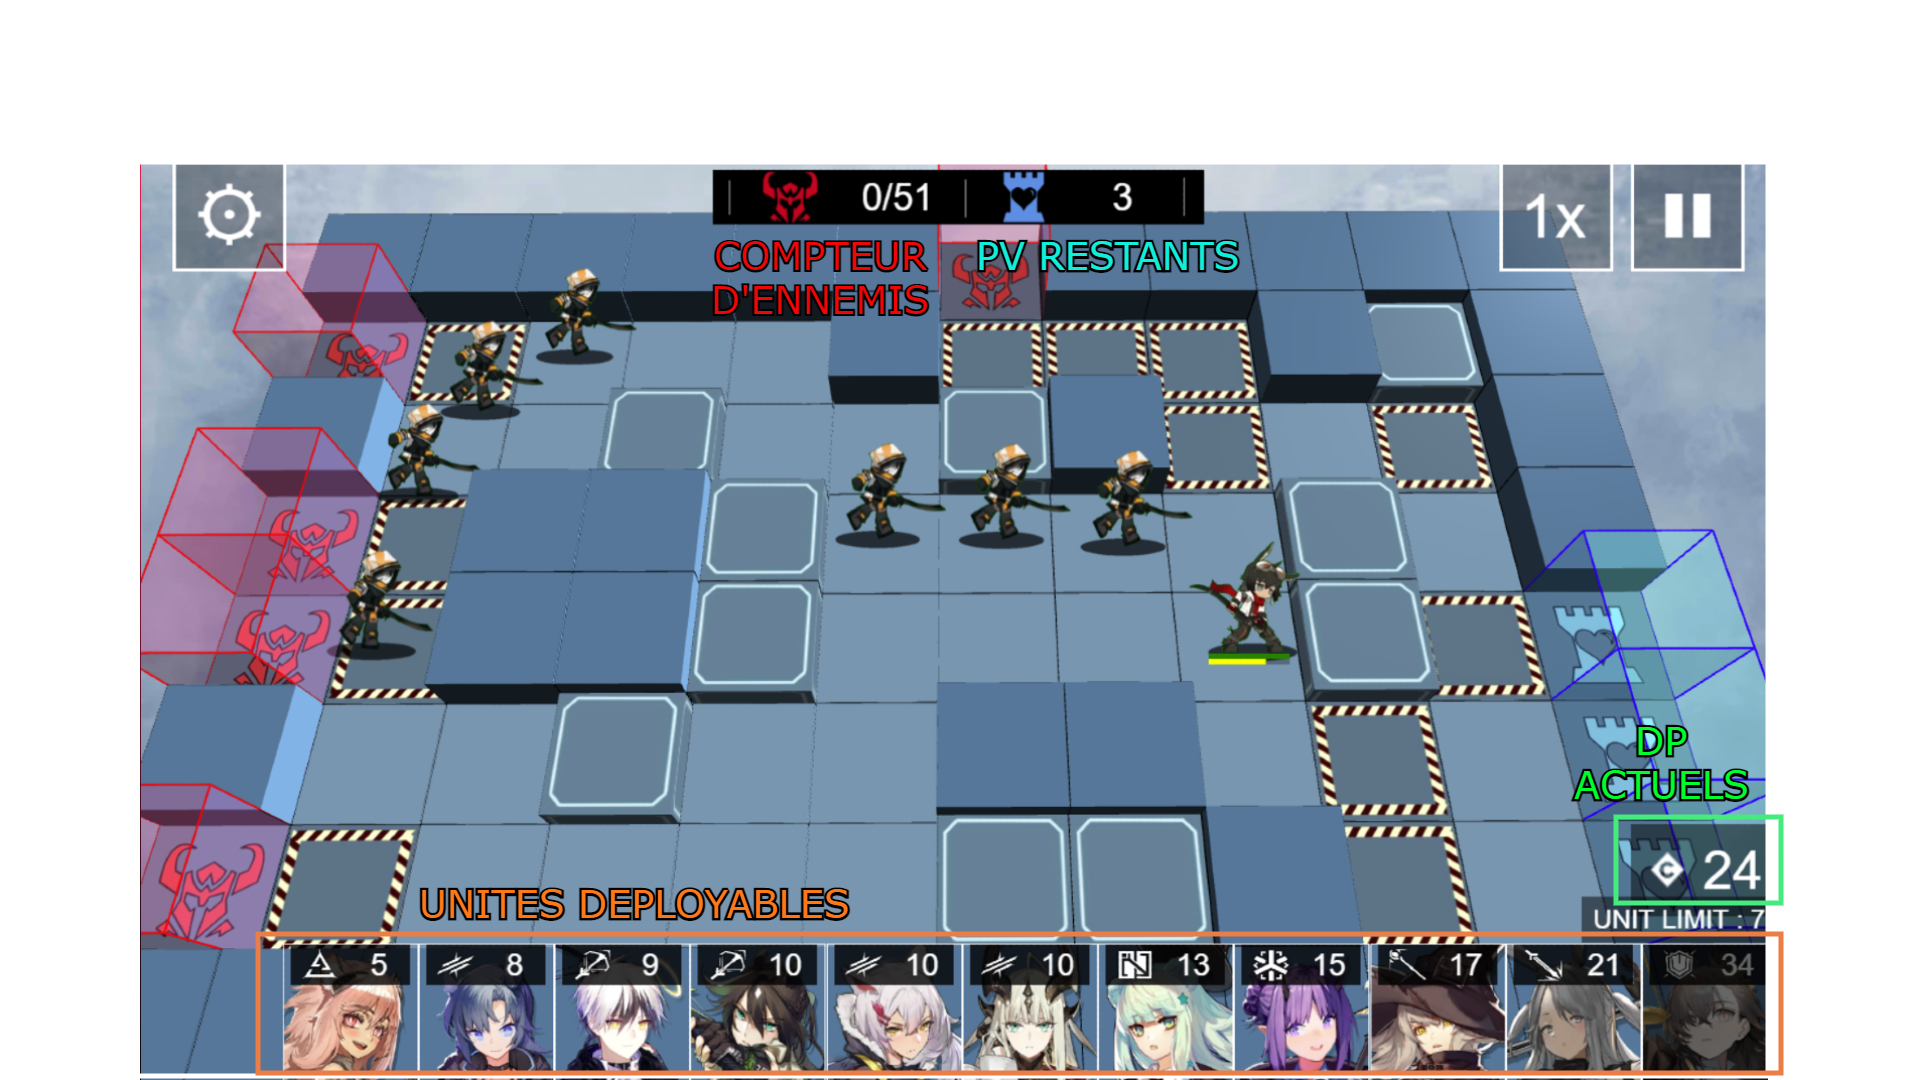 0/51 3
1x
COMPTEUR
D'ENNEMIS
PV RESTANTS
DP
ACTUELS
24
UNIT LIMIT : 7
UNITES DEPLOYABLES
5 8 9 10 10 10 13 15 17 21 34